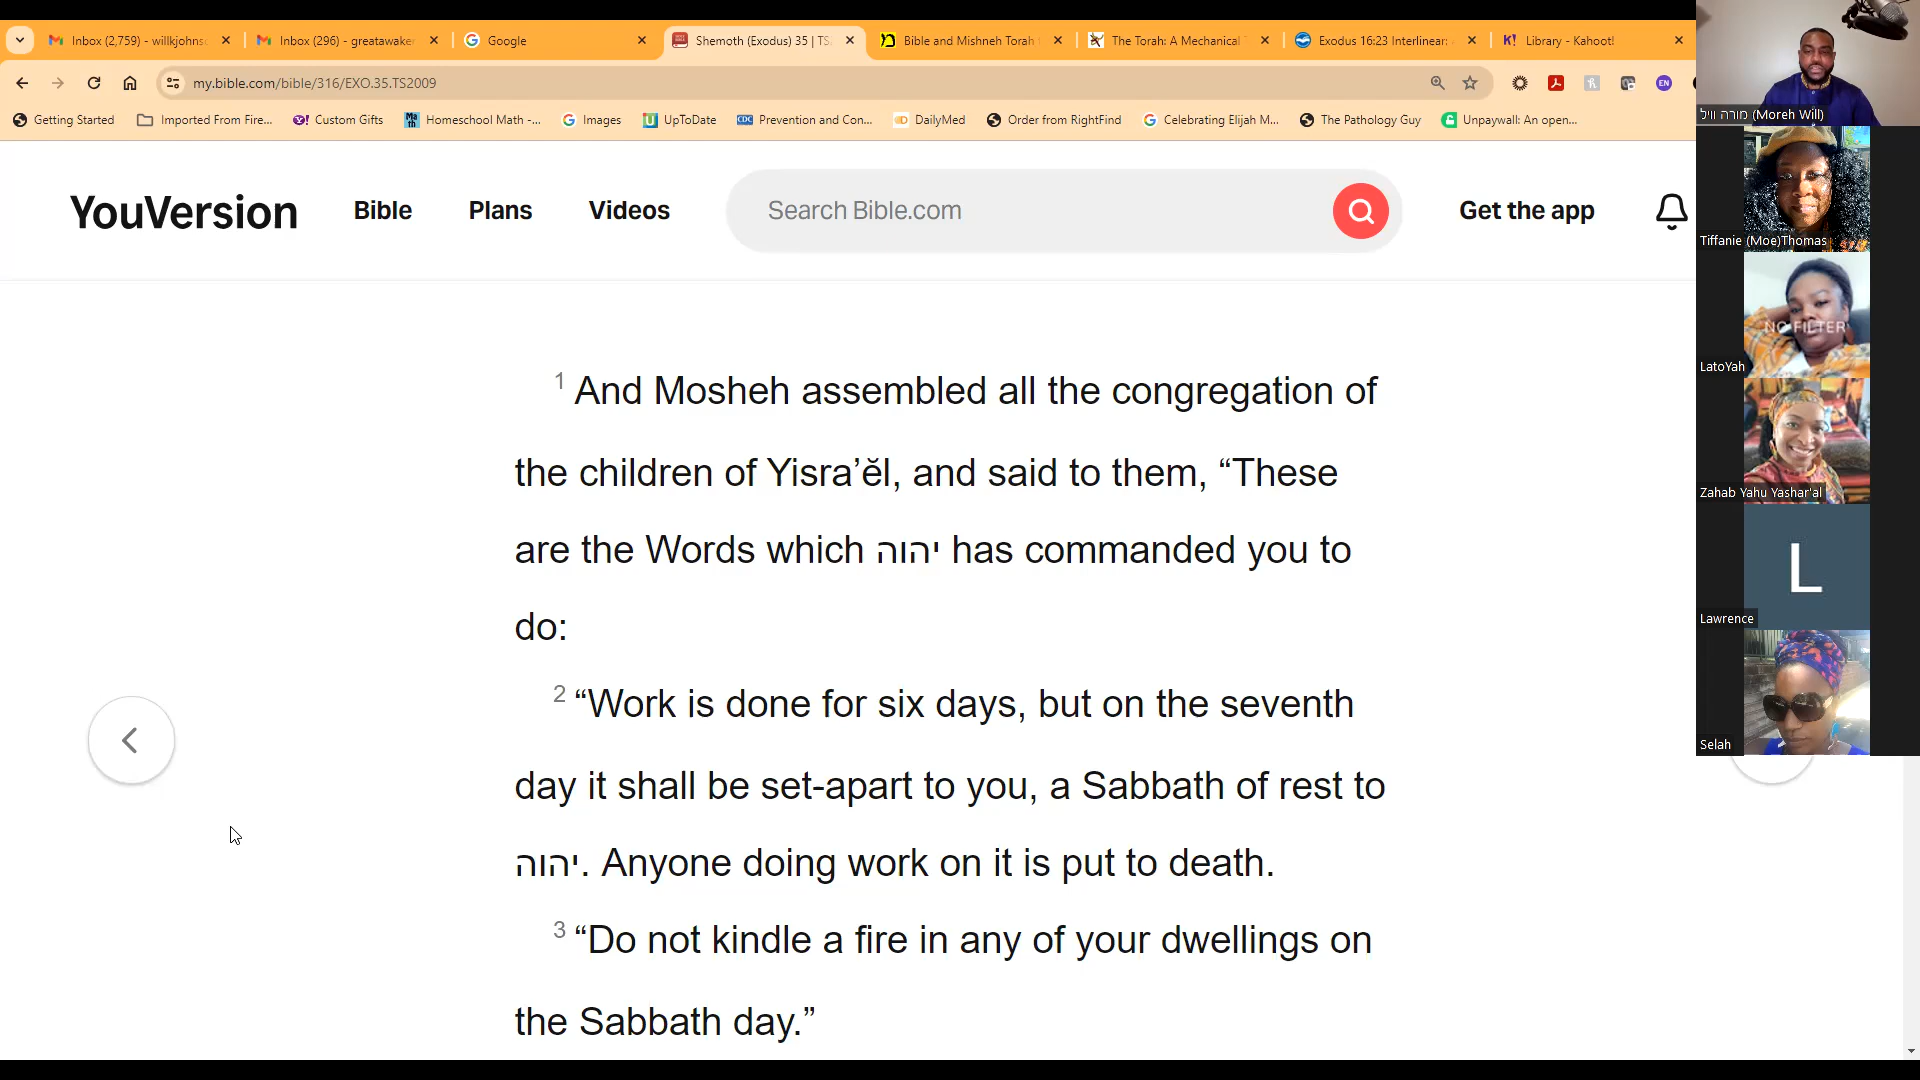 Inbox (2,759) - willkjohnso
Inbox (296) - greatawaker
Google
Shemoth (Exodus) 35 | TS
Bible and Mishneh Torah
The Torah: A Mechanical
Exodus 16:23 Interlinear:
K! Library - Kahoot!
my.bible.com/bible/316/EXO.35.TS2009
EN
Getting Started
Imported From Fire...
Custom Gifts
Homeschool Math -...
Images
UpToDate
CDC Prevention and Con...
DailyMed
Order from RightFind
Celebrating Elijah M...
The Pathology Guy
Unpaywall: An open...
YouVersion
Bible
Plans
Videos
Search Bible.com
Get the app
1 And Mosheh assembled all the congregation of
the children of Yisra’ĕl, and said to them, “These
are the Words which יהוה has commanded you to
do:
2 “Work is done for six days, but on the seventh
day it shall be set-apart to you, a Sabbath of rest to
יהוה. Anyone doing work on it is put to death.
3 “Do not kindle a fire in any of your dwellings on
the Sabbath day.”
מורה וויל (Moreh Will)
Tiffanie (Moe)Thomas
NO FILTER
LatoYah
Zahab Yahu Yashar'al
L
Lawrence
Selah